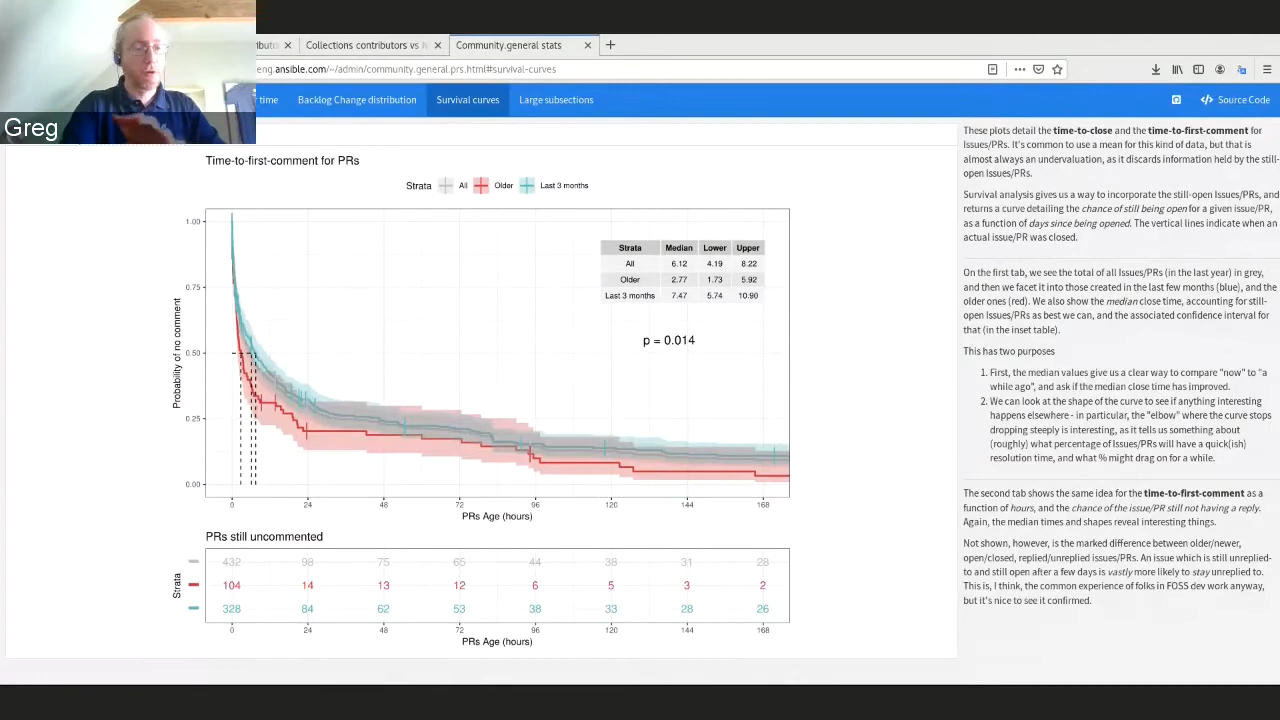 Collections contributors vs
Community.general stats
eng.ansible.com/~/admin/community.general.prs.html#survival-curves
time
Backlog Change distribution
Survival curves
Large subsections
Source Code
Greg
Time-to-first-comment for PRs
Strata All Older Last 3 months
1.00
0.75
0.50
0.25
0.00
Probability of no comment
Strata Median Lower Upper
All 6.12 4.19 8.22
Older 2.77 1.73 5.92
Last 3 months 7.47 5.74 10.90
p = 0.014
0 24 48 72 96 120 144 168
PRs Age (hours)
PRs still uncommented
Strata
432 98 75 65 44 38 31 28
104 14 13 12 6 5 3 2
328 84 62 53 38 33 28 26
0 24 48 72 96 120 144 168
PRs Age (hours)
These plots detail the time-to-close and the time-to-first-comment for
Issues/PRs. It's common to use a mean for this kind of data, but that is
almost always an undervaluation, as it discards information held by the still-
open Issues/PRs.
Survival analysis gives us a way to incorporate the still-open Issues/PRs, and
returns a curve detailing the chance of still being open for a given issue/PR,
as a function of days since being opened. The vertical lines indicate when an
actual issue/PR was closed.
On the first tab, we see the total of all Issues/PRs (in the last year) in grey,
and then we facet it into those created in the last few months (blue), and the
older ones (red). We also show the median close time, accounting for still-
open Issues/PRs as best we can, and the associated confidence interval for
that (in the inset table).
This has two purposes
1. First, the median values give us a clear way to compare "now" to "a
while ago", and ask if the median close time has improved.
2. We can look at the shape of the curve to see if anything interesting
happens elsewhere - in particular, the "elbow" where the curve stops
dropping steeply is interesting, as it tells us something about
(roughly) what percentage of Issues/PRs will have a quick(ish)
resolution time, and what % might drag on for a while.
The second tab shows the same idea for the time-to-first-comment as a
function of hours, and the chance of the issue/PR still not having a reply.
Again, the median times and shapes reveal interesting things.
Not shown, however, is the marked difference between older/newer,
open/closed, replied/unreplied issues/PRs. An issue which is still unreplied-
to and still open after a few days is vastly more likely to stay unreplied to.
This is, I think, the common experience of folks in FOSS dev work anyway,
but it's nice to see it confirmed.